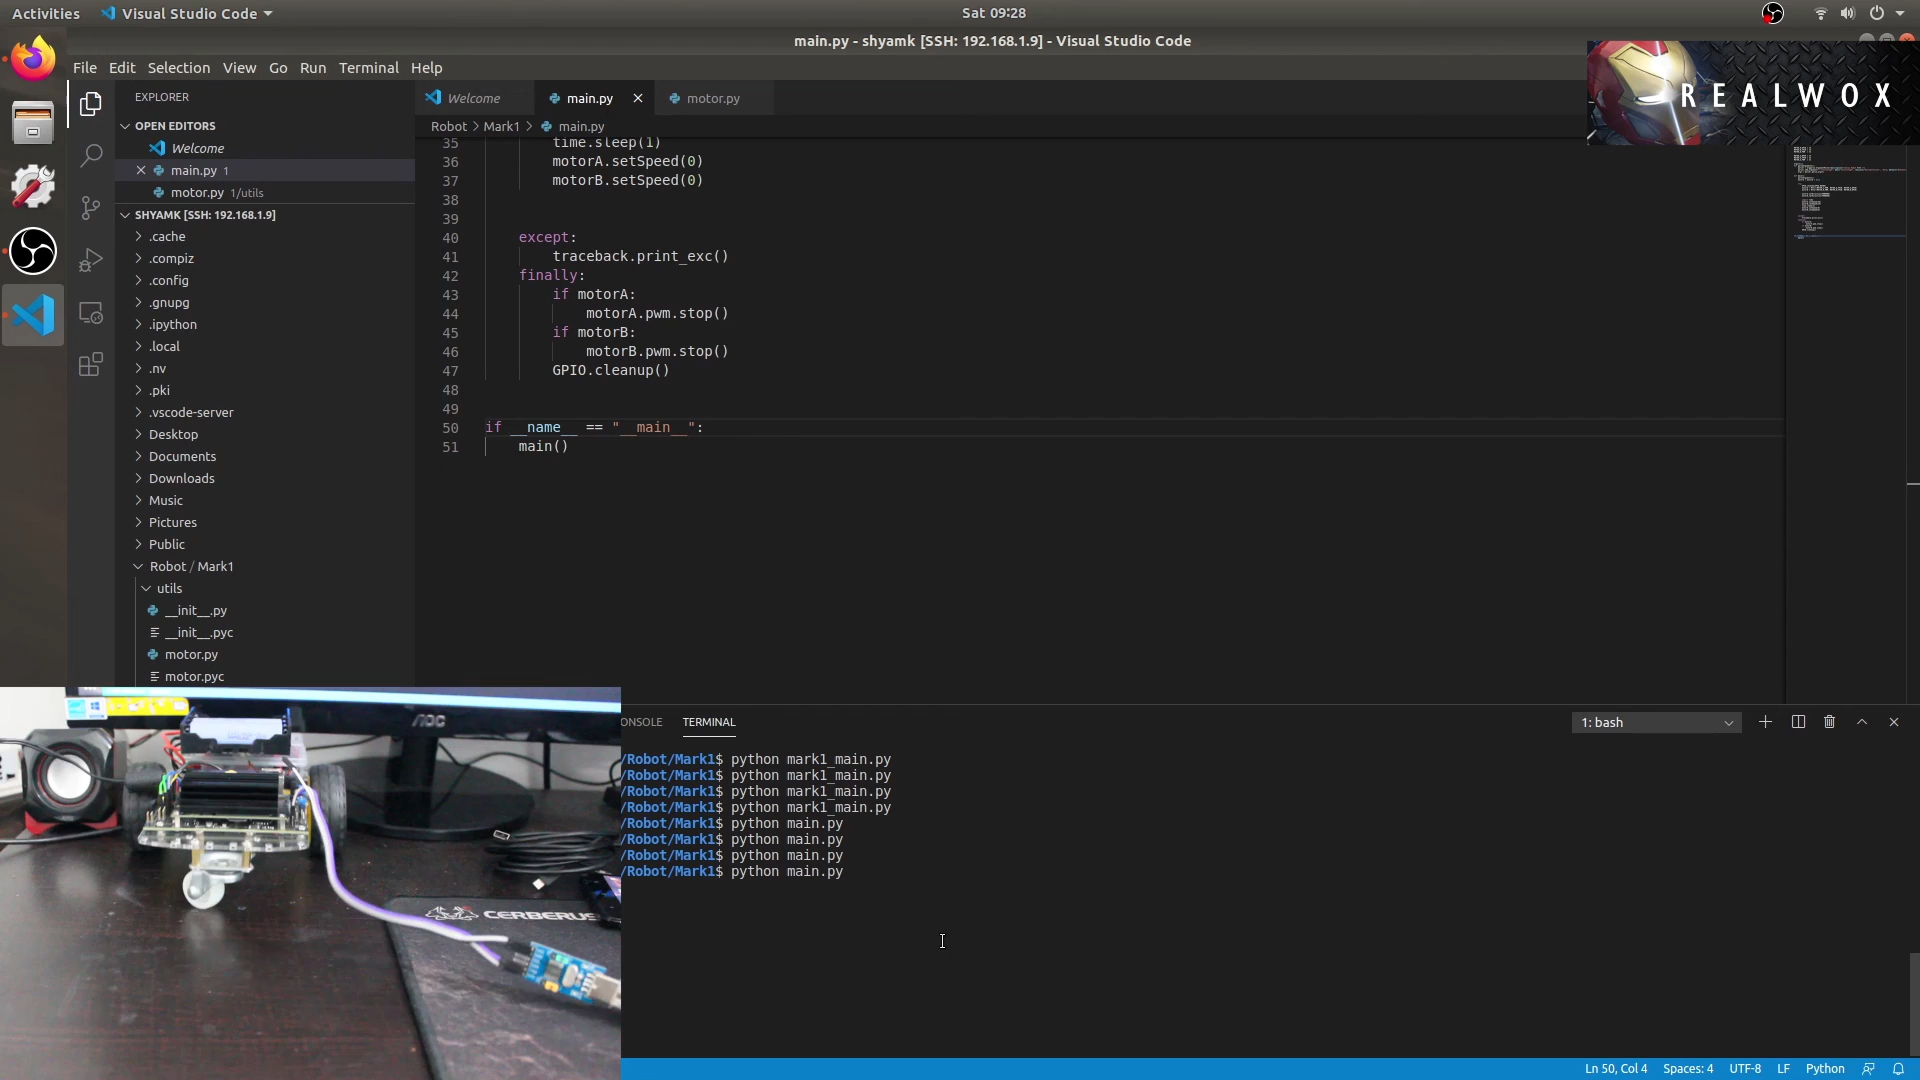 Activities
Visual Studio Code
Sat 09:28
main.py - shyamk [SSH: 192.168.1.9] - Visual Studio Code
File Edit Selection View Go Run Terminal Help
REALWOX
EXPLORER
OPEN EDITORS
Welcome
main.py 1
motor.py 1/utils
SHYAMK [SSH: 192.168.1.9]
.cache
.compiz
.config
.gnupg
.ipython
.local
.nv
.pki
.vscode-server
Desktop
Documents
Downloads
Music
Pictures
Public
Robot / Mark1
utils
__init__.py
__init__.pyc
motor.py
motor.pyc
Welcome
main.py
motor.py
Robot > Mark1 > main.py
35 time.sleep(1)
36 motorA.setSpeed(0)
37 motorB.setSpeed(0)
38
39
40 except:
41 traceback.print_exc()
42 finally:
43 if motorA:
44 motorA.pwm.stop()
45 if motorB:
46 motorB.pwm.stop()
47 GPIO.cleanup()
48
49
50 if __name__ == "__main__":
51 main()
ONSOLE
TERMINAL
1: bash
/Robot/Mark1$ python mark1_main.py
/Robot/Mark1$ python mark1_main.py
/Robot/Mark1$ python mark1_main.py
/Robot/Mark1$ python mark1_main.py
/Robot/Mark1$ python main.py
/Robot/Mark1$ python main.py
/Robot/Mark1$ python main.py
/Robot/Mark1$ python main.py
AOC
CERBERUS
Ln 50, Col 4
Spaces: 4
UTF-8
LF
Python